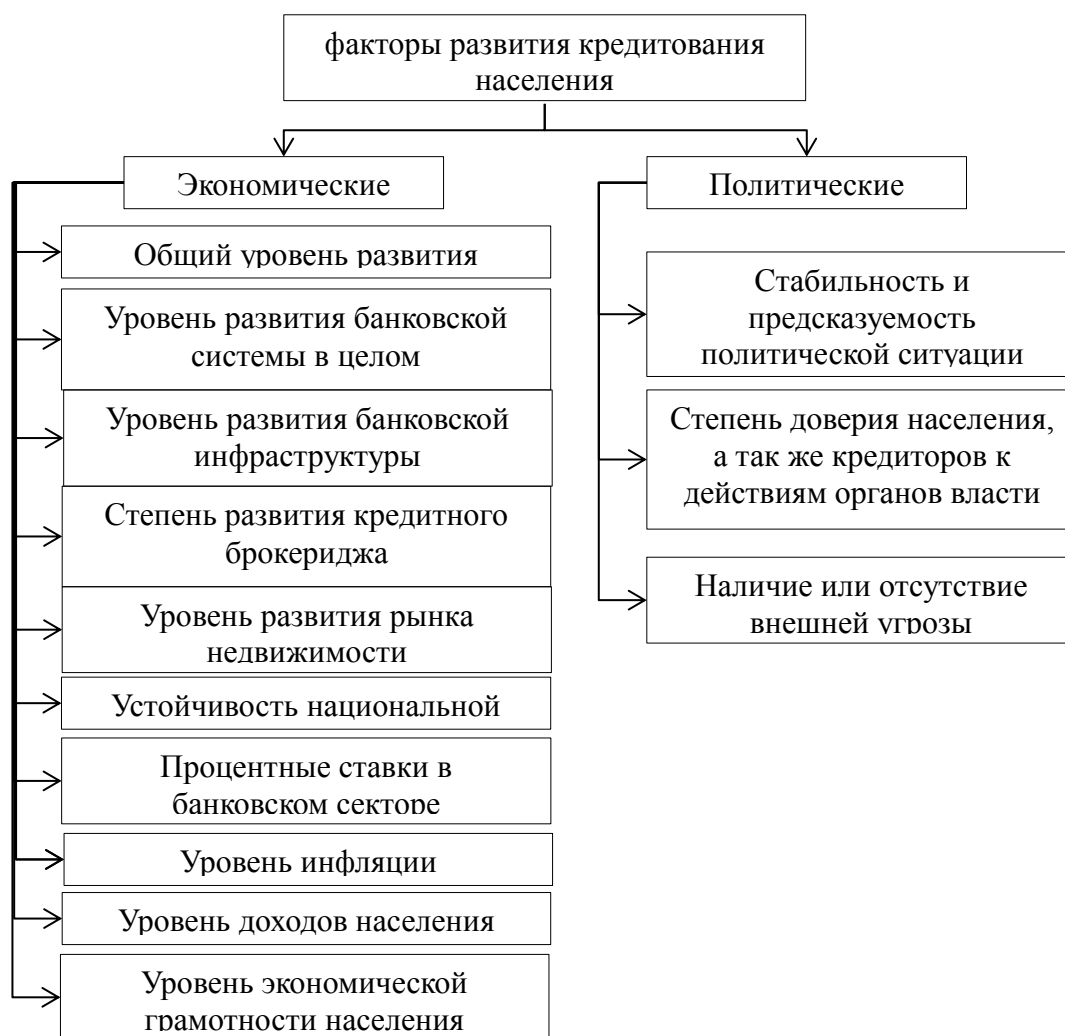 факторы развития кредитования
населения
Экономические
Общий уровень развития
Уровень развития банковской
системы в целом
Уровень развития банковской
инфраструктуры
Степень развития кредитного
брокериджа
Уровень развития рынка
недвижимости
Устойчивость национальной
Процентные ставки в
банковском секторе
Уровень инфляции
Уровень доходов населения
Уровень экономической
грамотности населения
Политические
Стабильность и
предсказуемость
политической ситуации
Степень доверия населения,
а так же кредиторов к
действиям органов власти
Наличие или отсутствие
внешней угрозы